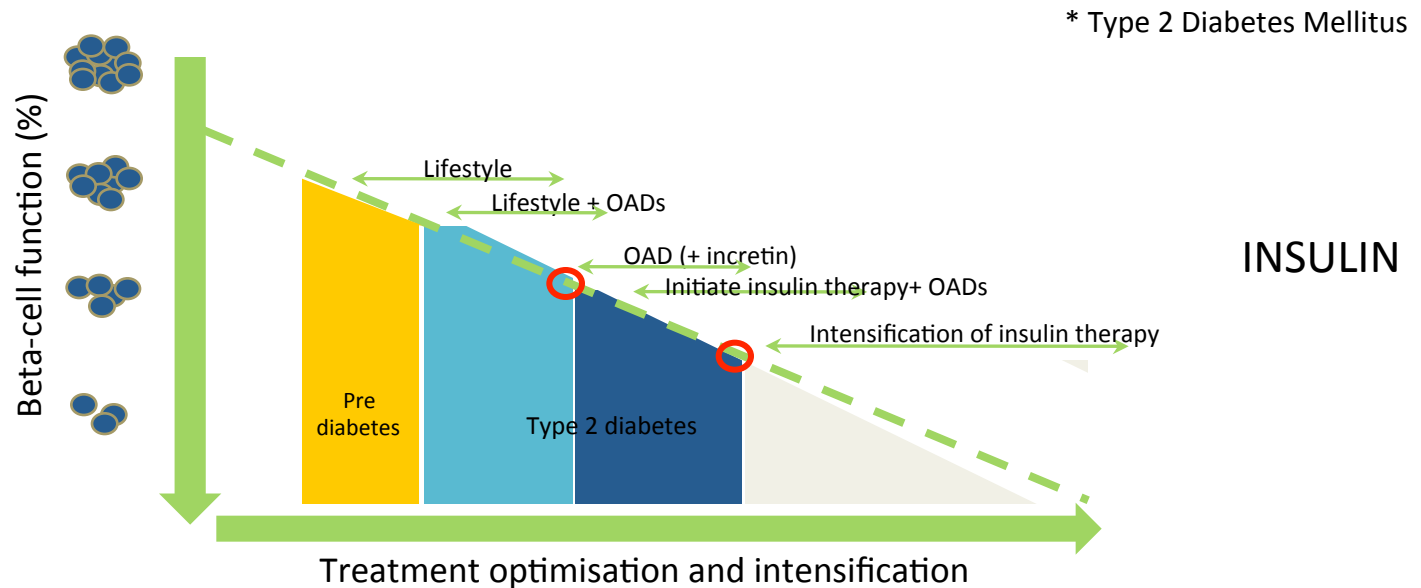 * Type 2 Diabetes Mellitus
Beta-cell function (%)
Lifestyle
Lifestyle + OADs
OAD (+ incretin)
Initiate insulin therapy+ OADs
INSULIN
Intensification of insulin therapy
Pre
diabetes
Type 2 diabetes
Treatment optimisation and intensification